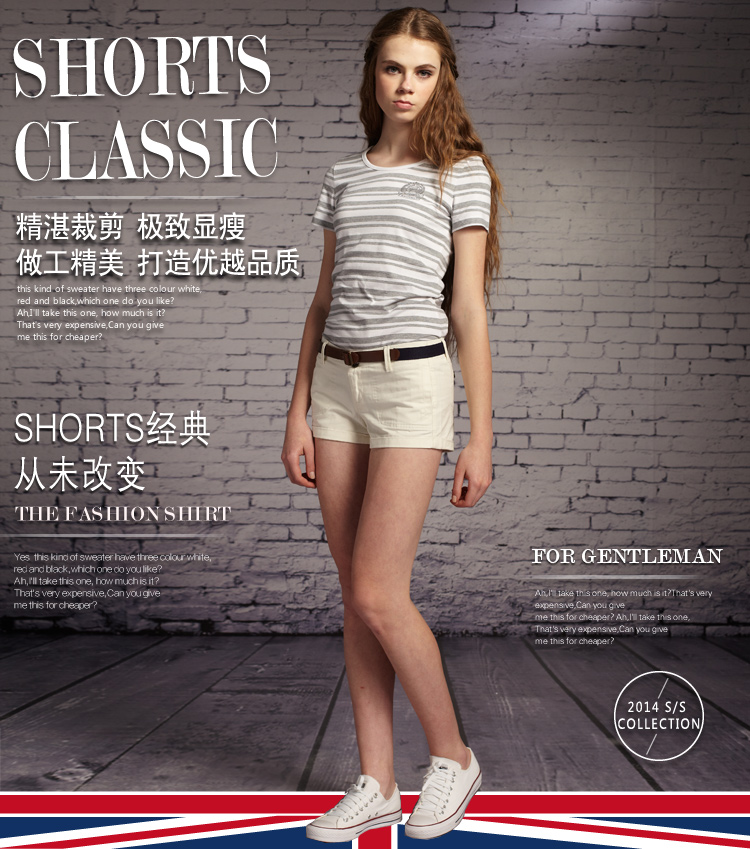 SHORTS
CLASSIC
精湛裁剪 极致显瘦
做工精美 打造优越品质
this kind of sweater have three colour white,
red and black,which one do you like?
Ah,I'll take this one, how much is it?
That's very expensive,Can you give
me this for cheaper?
SHORTS经典
从未改变
THE FASHION SHIRT
Yes this kind of sweater have three colour white,
red and black,which one do you like?
Ah,I'll take this one, how much is it?
That's very expensive,Can you give
me this for cheaper?
FOR GENTLEMAN
Ah,I'll take this one, how much is it?That's very
expensive,Can you give
me this for cheaper? Ah,I'll take this one,
That's very expensive,Can you give
me this for cheaper?
2014 S/S
COLLECTION